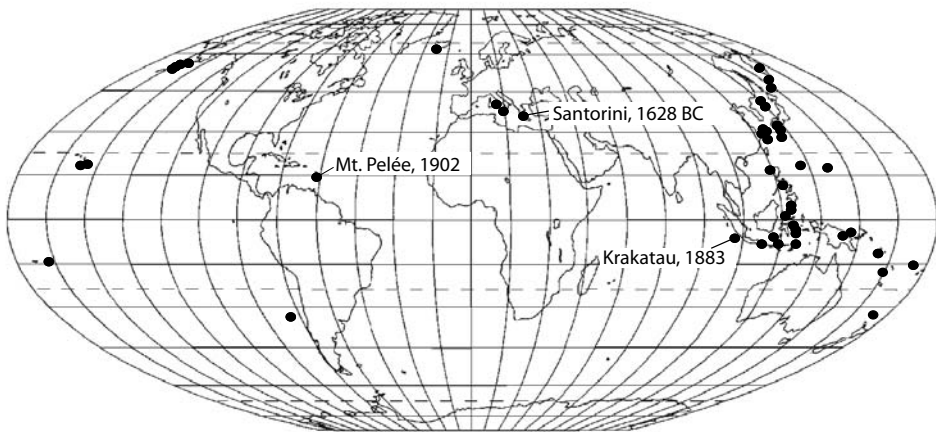 Santorini, 1628 BC
Mt. Pelée, 1902
Krakatau, 1883